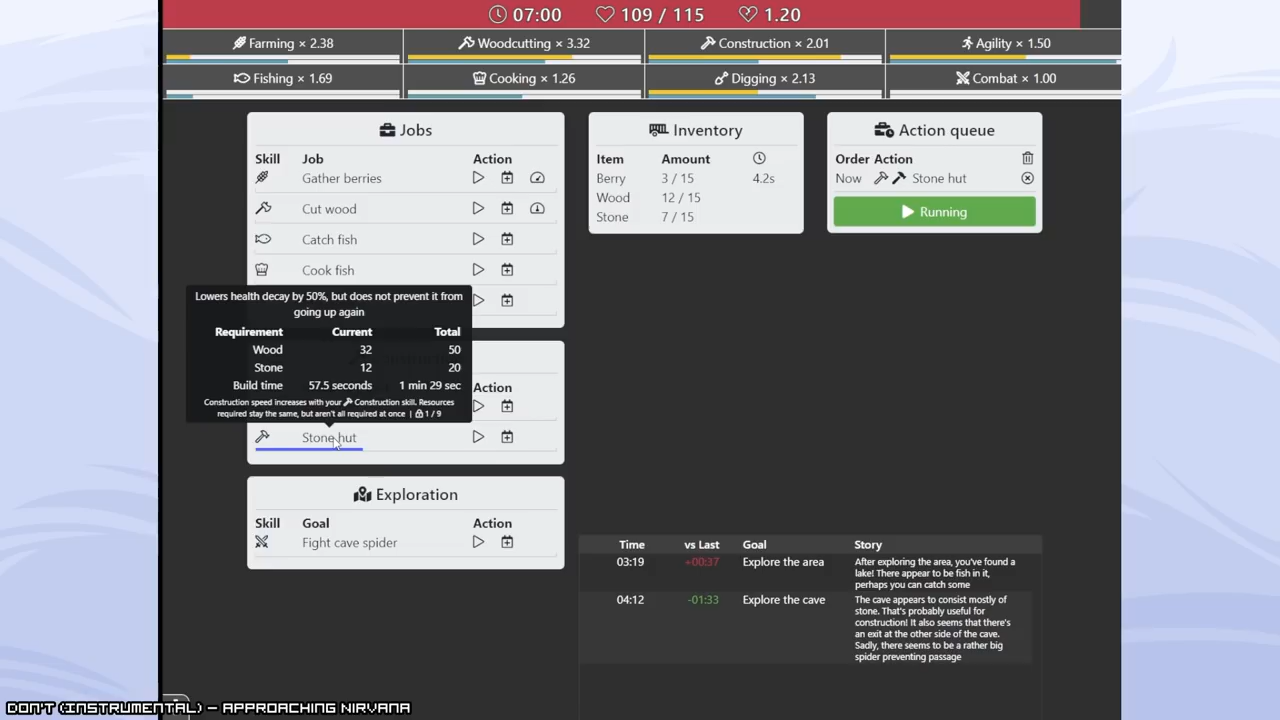 07:00 109 / 115 1.20
Farming × 2.38 Woodcutting × 3.32 Construction × 2.01 Agility × 1.50
Fishing × 1.69 Cooking × 1.26 Digging × 2.13 Combat × 1.00
Jobs
Skill Job Action
Gather berries
Cut wood
Catch fish
Cook fish
Lowers health decay by 50%, but does not prevent it from
going up again
Requirement Current Total
Wood 32 50
Stone 12 20
Build time 57.5 seconds 1 min 29 sec
Construction speed increases with your Construction skill. Resources
required stay the same, but aren't all required at once | 1 / 9
Action
Stone hut
Exploration
Skill Goal Action
Fight cave spider
Inventory
Item Amount
Berry 3 / 15 4.2s
Wood 12 / 15
Stone 7 / 15
Action queue
Order Action
Now Stone hut
Running
Time vs Last Goal Story
03:19 +00:37 Explore the area After exploring the area, you've found a
lake! There appear to be fish in it,
perhaps you can catch some
04:12 -01:33 Explore the cave The cave appears to consist mostly of
stone. That's probably useful for
construction! It also seems that there's
an exit at the other side of the cave.
Sadly, there seems to be a rather big
spider preventing passage
DON'T (INSTRUMENTAL) - APPROACHING NIRVANA